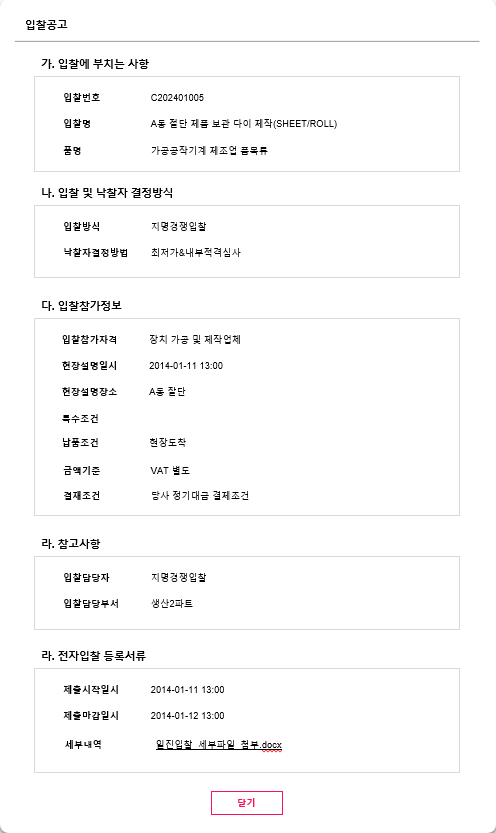 입찰공고
가. 입찰에 부치는 사항
입찰번호 C202401005
입찰명 A동 절단 제품 보관 다이 제작(SHEET/ROLL)
품명 가공공작기계 제조업 품목류
나. 입찰 및 낙찰자 결정방식
입찰방식 지명경쟁입찰
낙찰자결정방법 최저가&내부적격심사
다. 입찰참가정보
입찰참가자격 장치 가공 및 제작업체
현장설명일시 2014-01-11 13:00
현장설명장소 A동 절단
특수조건
납품조건 현장도착
금액기준 VAT 별도
결재조건 당사 정기대금 결제조건
라. 참고사항
입찰담당자 지명경쟁입찰
입찰담당부서 생산2파트
라. 전자입찰 등록서류
제출시작일시 2014-01-11 13:00
제출마감일시 2014-01-12 13:00
세부내역 일진입찰_세부파일_첨부.docx
닫기